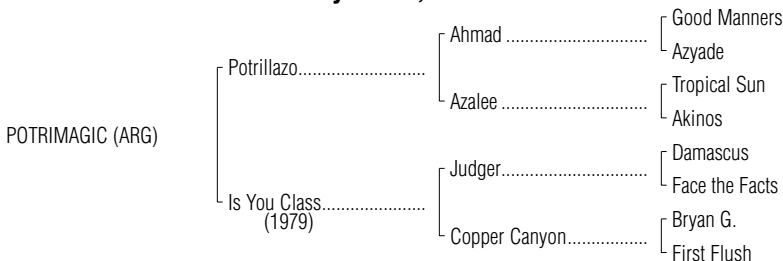 Good Manners
Ahmad ................................
Azyade
Potrillazo............................
Tropical Sun
Azalee ................................
Akinos
POTRIMAGIC (ARG)
Damascus
Judger.................................
Face the Facts
Is You Class.......................
(1979)
Bryan G.
Copper Canyon..................
First Flush